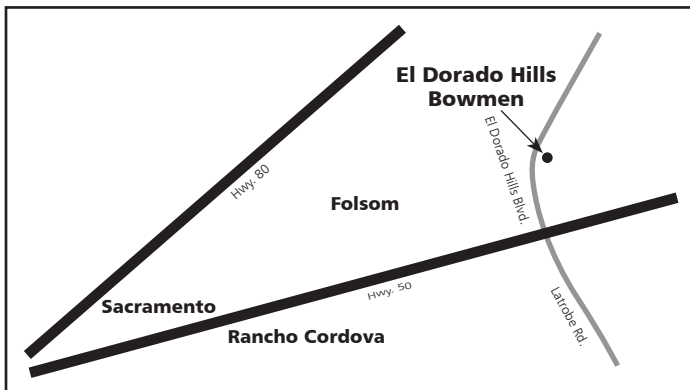 El Dorado Hills
Bowmen
El Dorado Hills Blvd.
Hwy. 80
Folsom
Hwy. 50
Sacramento
Rancho Cordova
Latrobe Rd.